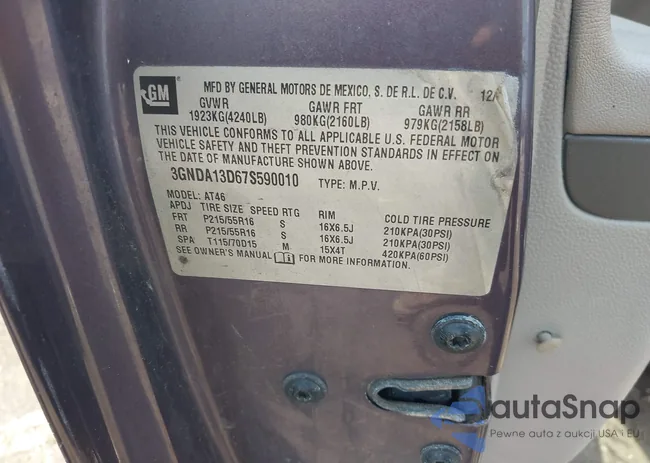 GM
MFD BY GENERAL MOTORS DE MEXICO, S. DE R.L. DE C.V. 12/
GVWR GAWR FRT GAWR RR
1923KG(4240LB) 980KG(2160LB) 979KG(2158LB)
THIS VEHICLE CONFORMS TO ALL APPLICABLE U.S. FEDERAL MOTOR
VEHICLE SAFETY AND THEFT PREVENTION STANDARDS IN EFFECT ON
THE DATE OF MANUFACTURE SHOWN ABOVE.
3GNDA13D67S590010 TYPE: M.P.V.
MODEL: AT46
APDJ TIRE SIZE SPEED RTG RIM COLD TIRE PRESSURE
FRT P215/55R16 S 16X6.5J 210KPA(30PSI)
RR P215/55R16 S 16X6.5J 210KPA(30PSI)
SPA T115/70D15 M 15X4T 420KPA(60PSI)
SEE OWNER'S MANUAL FOR MORE INFORMATION.
autaSnap
Pewne auta z aukcji USA i EU